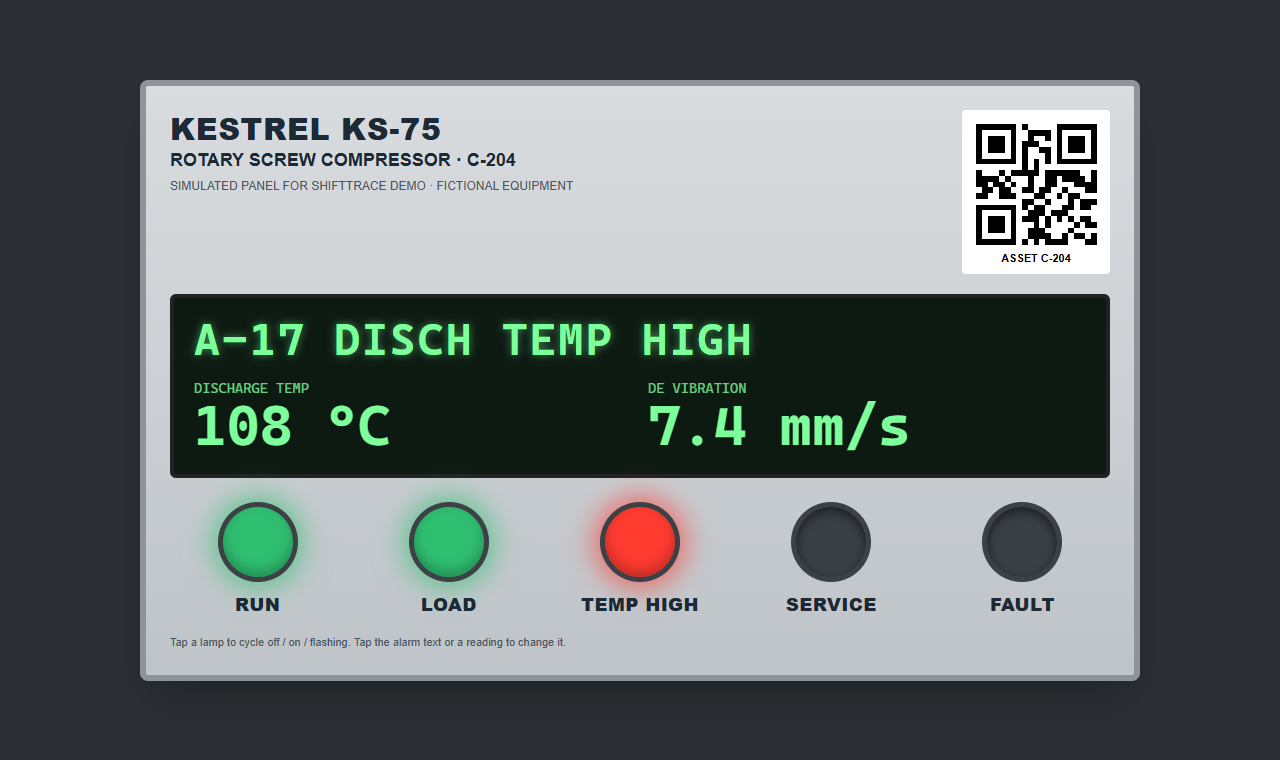 KESTREL KS-75
ROTARY SCREW COMPRESSOR · C-204
SIMULATED PANEL FOR SHIFTTRACE DEMO · FICTIONAL EQUIPMENT
ASSET C-204
A−17 DISCH TEMP HIGH
DISCHARGE TEMP
108 °C
DE VIBRATION
7.4 mm/s
RUN
LOAD
TEMP HIGH
SERVICE
FAULT
Tap a lamp to cycle off / on / flashing. Tap the alarm text or a reading to change it.